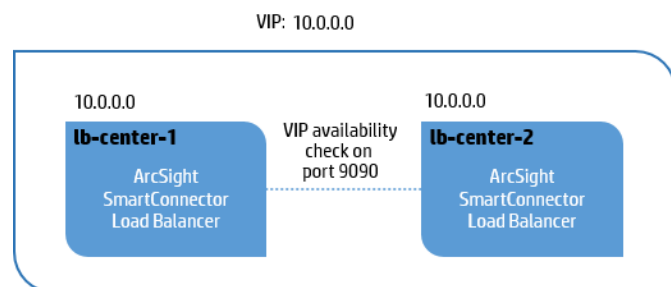 VIP: 10.0.0.0
10.0.0.0
lb-center-1
ArcSight
SmartConnector
Load Balancer
VIP availability
check on
port 9090
10.0.0.0
lb-center-2
ArcSight
SmartConnector
Load Balancer